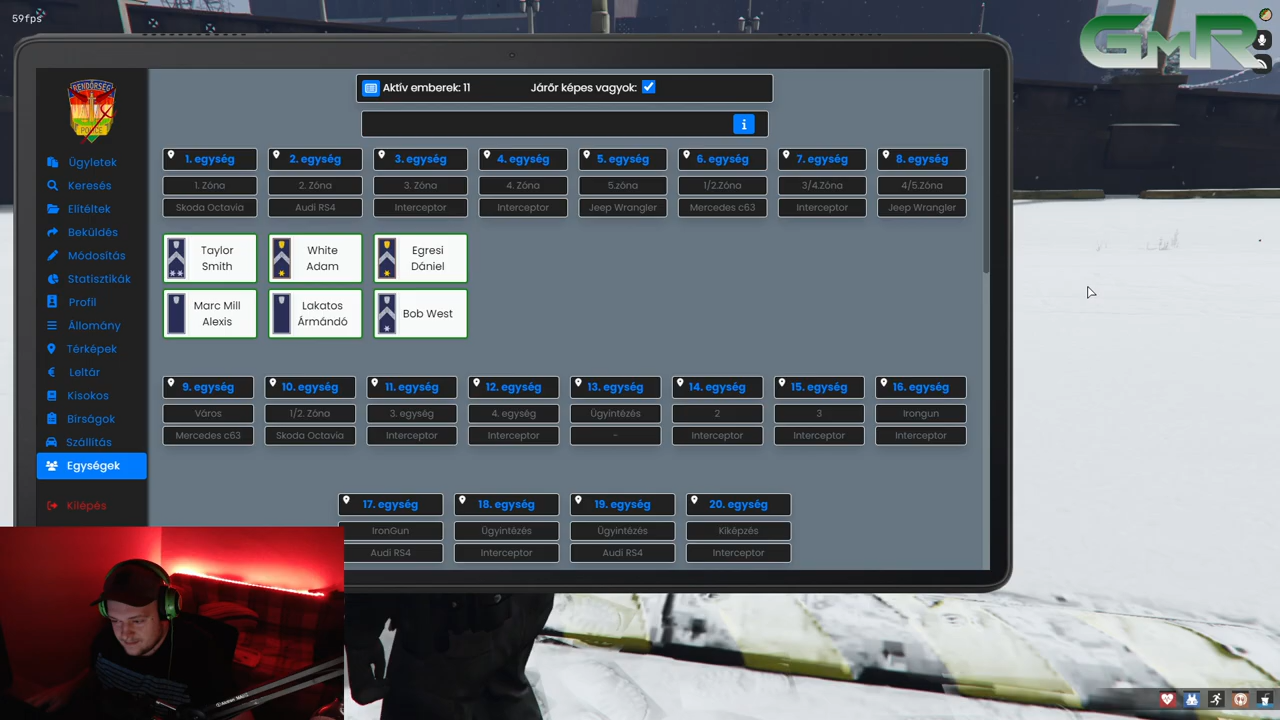 59fps
GMR
RENDŐRSÉG
POLICE
Aktív emberek: 11
Járőr képes vagyok:
i
Ügyletek
Keresés
Elítéltek
Beküldés
Módosítás
Statisztikák
Profil
Állomány
Térképek
Leltár
Kisokos
Bírságok
Szállítás
Egységek
Kilépés
1. egység 2. egység 3. egység 4. egység 5. egység 6. egység 7. egység 8. egység
1. Zóna 2. Zóna 3. Zóna 4. Zóna 5.zóna 1/2.Zóna 3/4.Zóna 4/5.Zóna
Skoda Octavia Audi RS4 Interceptor Interceptor Jeep Wrangler Mercedes c63 Interceptor Jeep Wrangler
Taylor Smith White Adam Egresi Dániel
Marc Mill Alexis Lakatos Ármándó Bob West
9. egység 10. egység 11. egység 12. egység 13. egység 14. egység 15. egység 16. egység
Város 1/2. Zóna 3. egység 4. egység Ügyintézés 2 3 Irongun
Mercedes c63 Skoda Octavia Interceptor Interceptor - Interceptor Interceptor Interceptor
17. egység 18. egység 19. egység 20. egység
IronGun Ügyintézés Ügyintézés Kiképzés
Audi RS4 Interceptor Audi RS4 Interceptor